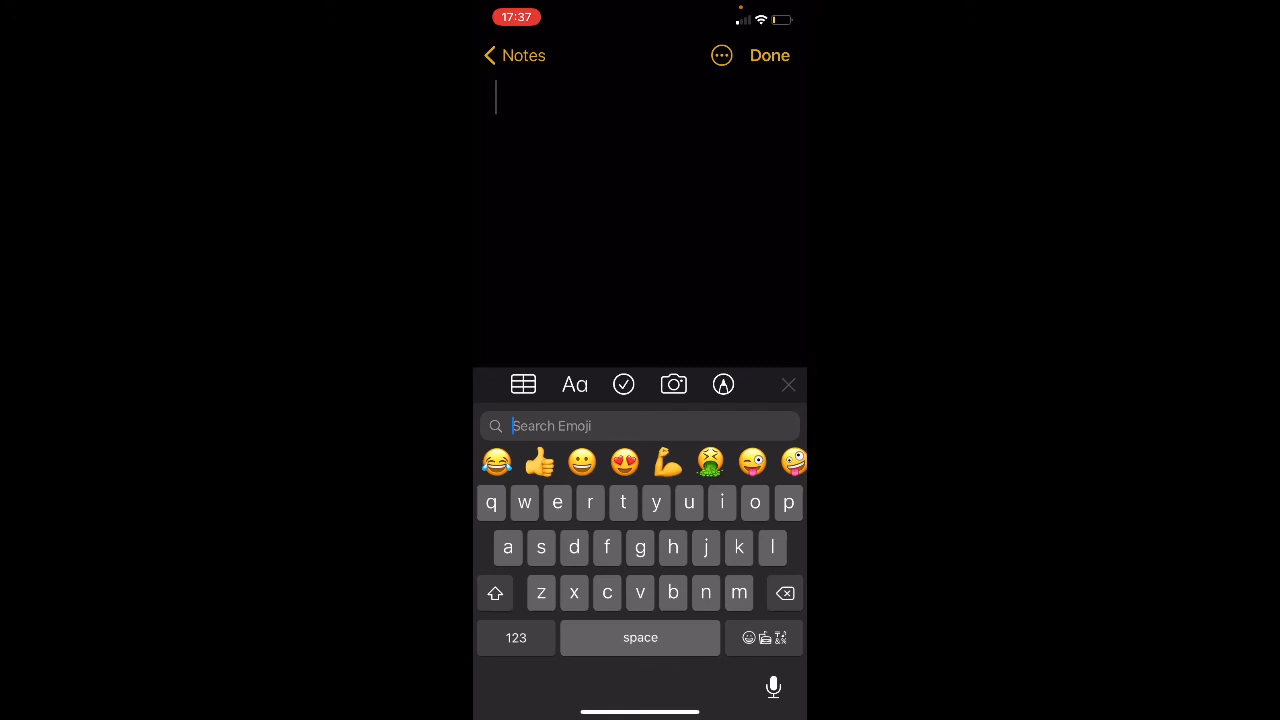 17:37
Notes
Done
Aa
Search Emoji
q w e r t y u i o p
a s d f g h j k l
z x c v b n m
123 space